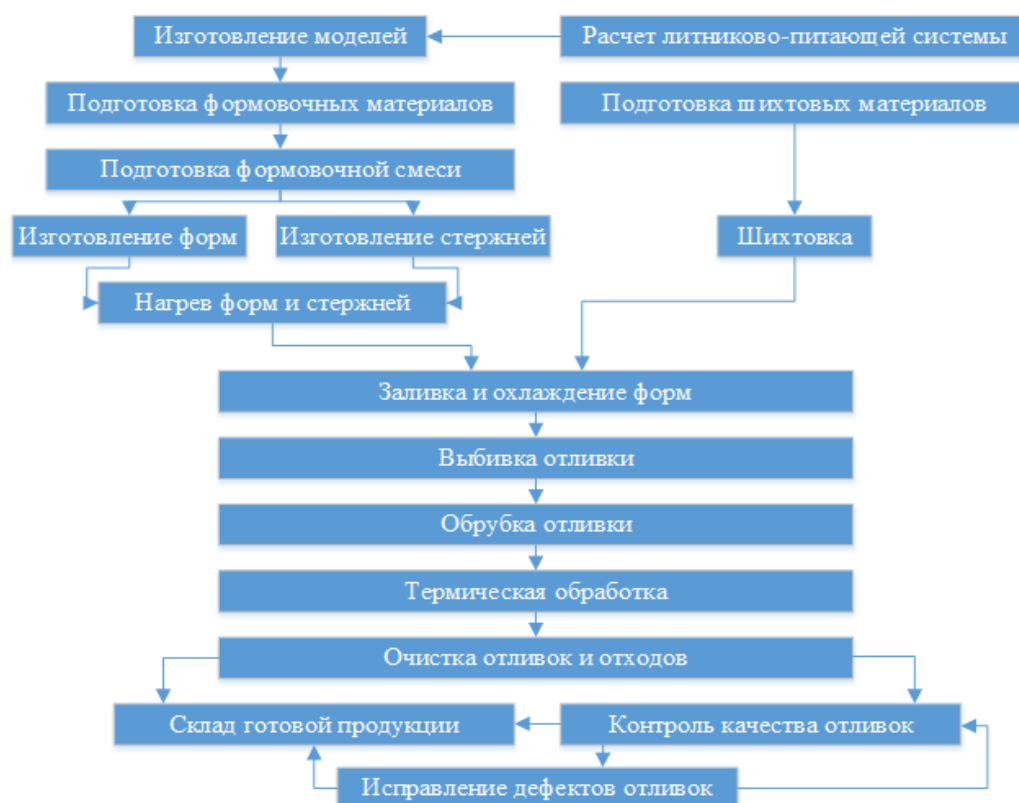 Изготовление моделей
Расчет литниково-питающей системы
Подготовка формовочных материалов
Подготовка шихтовых материалов
Подготовка формовочной смеси
Изготовление форм
Изготовление стержней
Шихтовка
Нагрев форм и стержней
Заливка и охлаждение форм
Выбивка отливки
Обрубка отливки
Термическая обработка
Очистка отливок и отходов
Склад готовой продукции
Контроль качества отливок
Исправление дефектов отливок